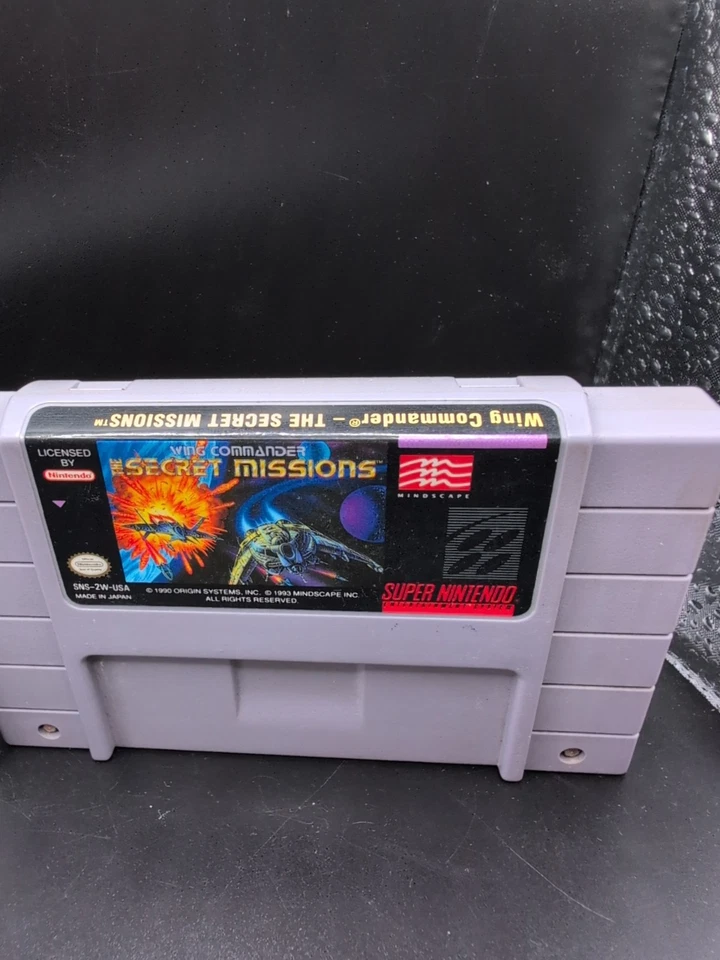 Wing Commander® – THE SECRET MISSIONS™
LICENSED
BY
Nintendo
WING COMMANDER
THE SECRET MISSIONS
MINDSCAPE
SNS-2W-USA
MADE IN JAPAN
© 1990 ORIGIN SYSTEMS, INC. © 1993 MINDSCAPE INC.
ALL RIGHTS RESERVED.
SUPER NINTENDO